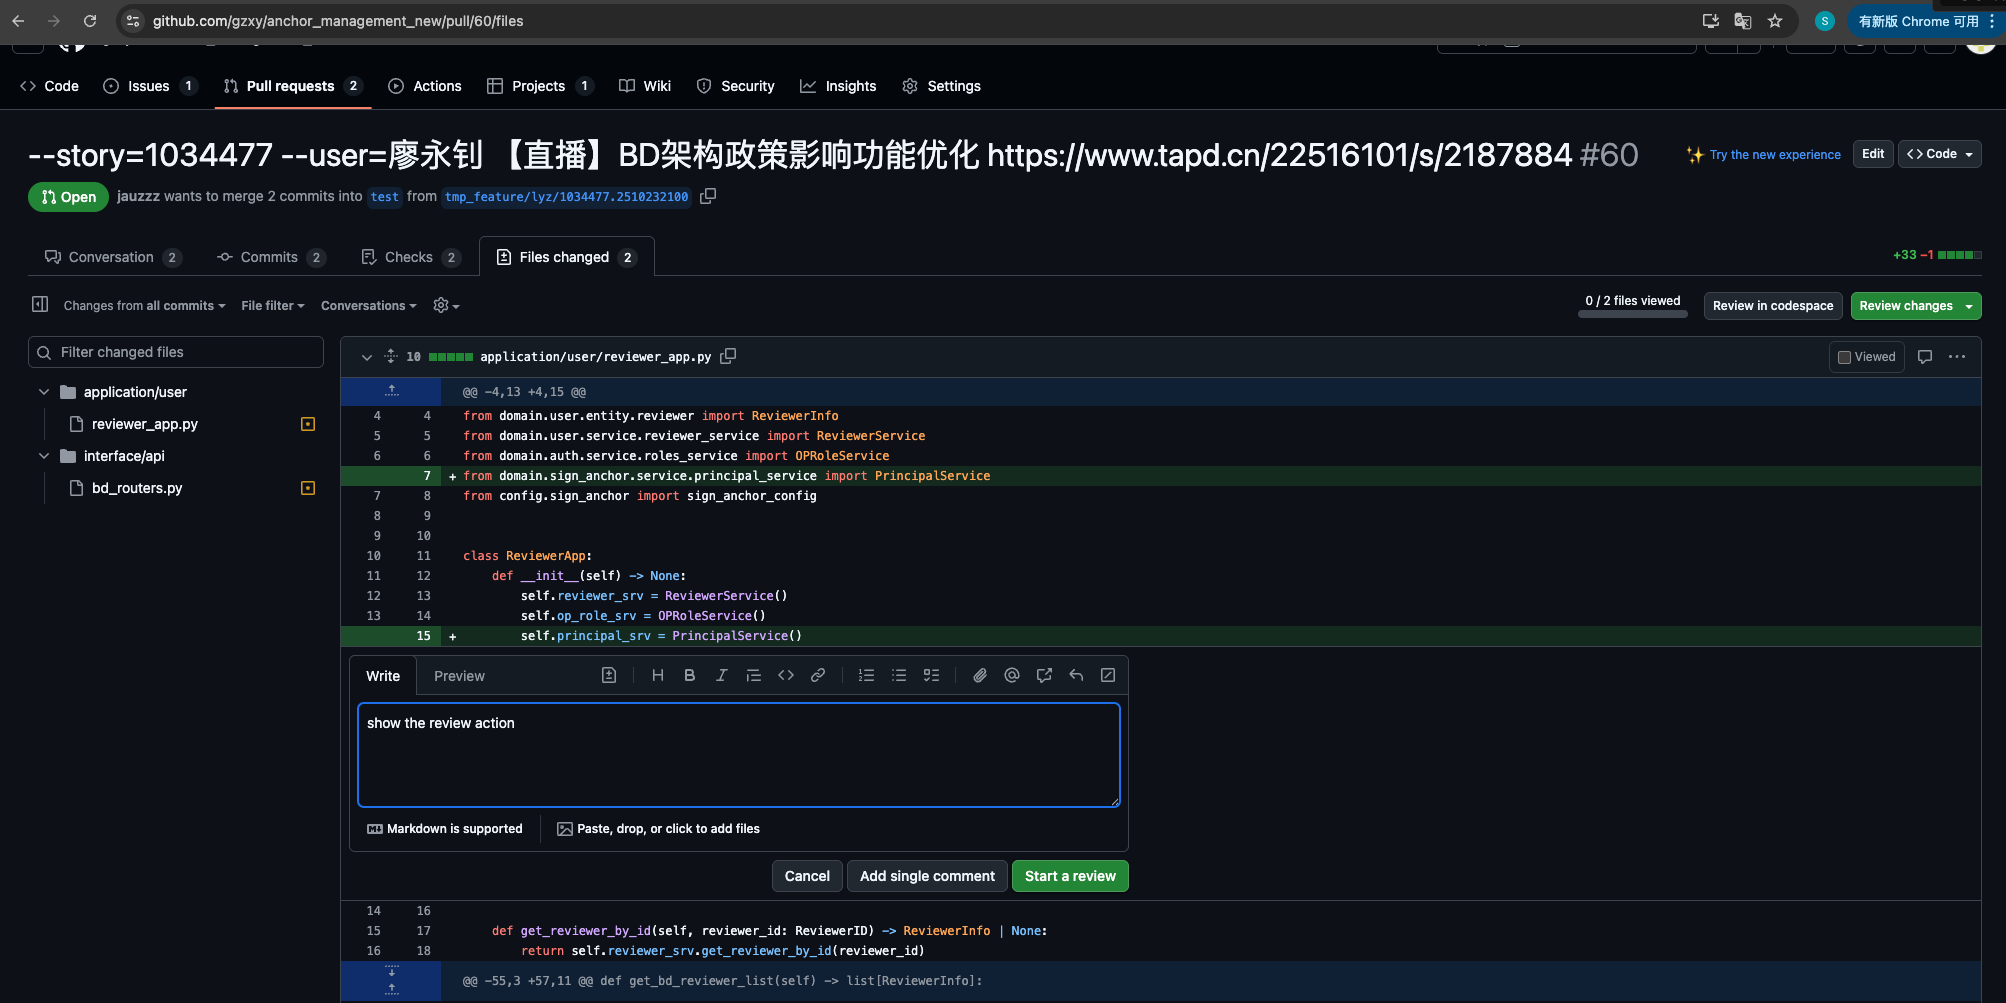 github.com/gzxy/anchor_management_new/pull/60/files
S
有新版 Chrome 可用
Code
Issues 1
Pull requests 2
Actions
Projects 1
Wiki
Security
Insights
Settings
--story=1034477 --user=廖永钊 【直播】BD架构政策影响功能优化 https://www.tapd.cn/22516101/s/2187884 #60
Try the new experience
Edit
<> Code
Open
jauzzz wants to merge 2 commits into test from tmp_feature/lyz/1034477.2510232100
Conversation 2
Commits 2
Checks 2
Files changed 2
+33 −1
Changes from all commits
File filter
Conversations
0 / 2 files viewed
Review in codespace
Review changes
Filter changed files
application/user
reviewer_app.py
interface/api
bd_routers.py
10 application/user/reviewer_app.py
Viewed
@@ -4,13 +4,15 @@
4 4 from domain.user.entity.reviewer import ReviewerInfo
5 5 from domain.user.service.reviewer_service import ReviewerService
6 6 from domain.auth.service.roles_service import OPRoleService
7 + from domain.sign_anchor.service.principal_service import PrincipalService
7 8 from config.sign_anchor import sign_anchor_config
8 9
9 10
10 11 class ReviewerApp:
11 12 def __init__(self) -> None:
12 13 self.reviewer_srv = ReviewerService()
13 14 self.op_role_srv = OPRoleService()
15 + self.principal_srv = PrincipalService()
Write
Preview
H B I
show the review action
Markdown is supported
Paste, drop, or click to add files
Cancel
Add single comment
Start a review
14 16
15 17 def get_reviewer_by_id(self, reviewer_id: ReviewerID) -> ReviewerInfo | None:
16 18 return self.reviewer_srv.get_reviewer_by_id(reviewer_id)
@@ -55,3 +57,11 @@ def get_bd_reviewer_list(self) -> list[ReviewerInfo]: